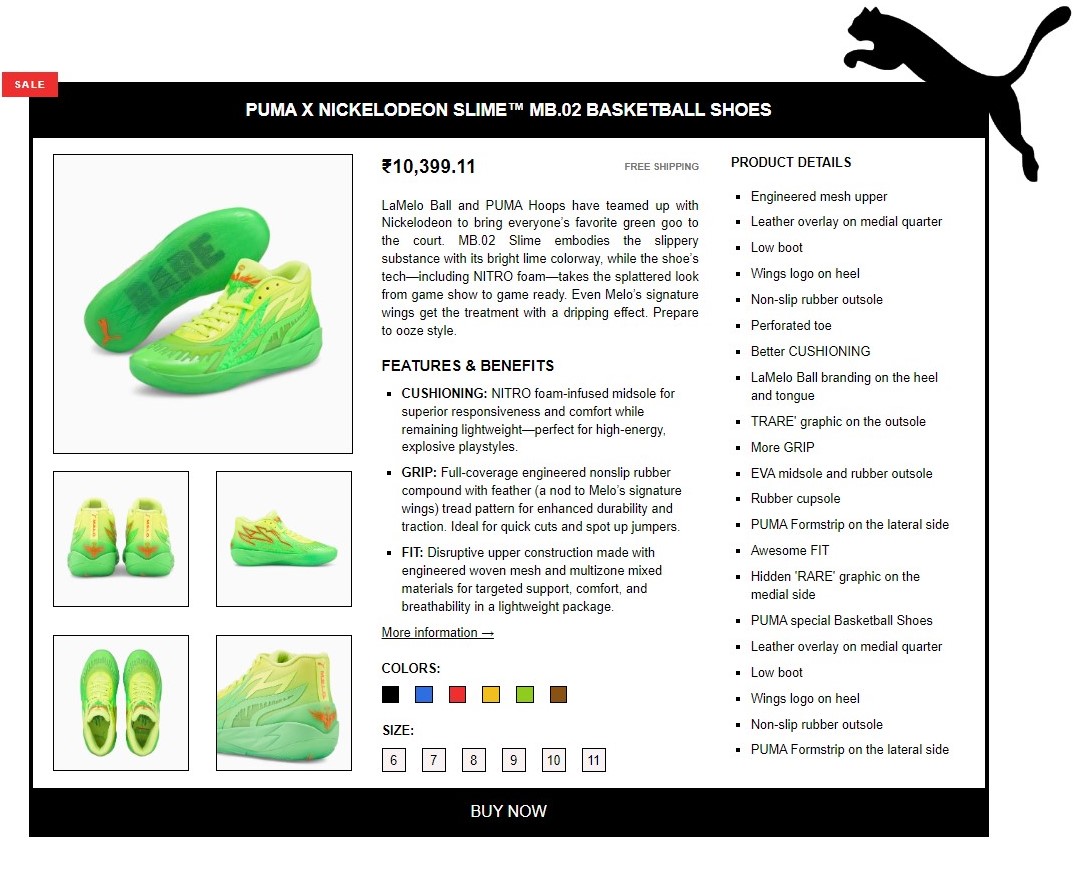 SALE
PUMA X NICKELODEON SLIME™ MB.02 BASKETBALL SHOES
RARE
₹10,399.11
FREE SHIPPING
LaMelo Ball and PUMA Hoops have teamed up with
Nickelodeon to bring everyone's favorite green goo to
the court. MB.02 Slime embodies the slippery
substance with its bright lime colorway, while the shoe's
tech—including NITRO foam—takes the splattered look
from game show to game ready. Even Melo's signature
wings get the treatment with a dripping effect. Prepare
to ooze style.
FEATURES & BENEFITS
CUSHIONING: NITRO foam-infused midsole for
superior responsiveness and comfort while
remaining lightweight—perfect for high-energy,
explosive playstyles.
GRIP: Full-coverage engineered nonslip rubber
compound with feather (a nod to Melo's signature
wings) tread pattern for enhanced durability and
traction. Ideal for quick cuts and spot up jumpers.
FIT: Disruptive upper construction made with
engineered woven mesh and multizone mixed
materials for targeted support, comfort, and
breathability in a lightweight package.
More information →
COLORS:
SIZE:
6 7 8 9 10 11
PRODUCT DETAILS
Engineered mesh upper
Leather overlay on medial quarter
Low boot
Wings logo on heel
Non-slip rubber outsole
Perforated toe
Better CUSHIONING
LaMelo Ball branding on the heel
and tongue
TRARE' graphic on the outsole
More GRIP
EVA midsole and rubber outsole
Rubber cupsole
PUMA Formstrip on the lateral side
Awesome FIT
Hidden 'RARE' graphic on the
medial side
PUMA special Basketball Shoes
Leather overlay on medial quarter
Low boot
Wings logo on heel
Non-slip rubber outsole
PUMA Formstrip on the lateral side
BUY NOW